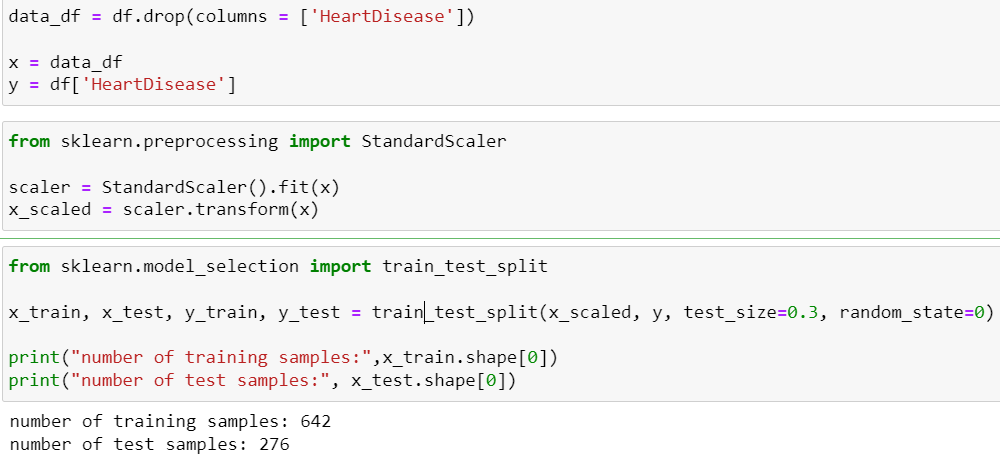 data_df = df.drop(columns = ['HeartDisease'])
x = data_df
y = df['HeartDisease']
from sklearn.preprocessing import StandardScaler
scaler = StandardScaler().fit(x)
x_scaled = scaler.transform(x)
from sklearn.model_selection import train_test_split
x_train, x_test, y_train, y_test = train_test_split(x_scaled, y, test_size=0.3, random_state=0)
print("number of training samples:",x_train.shape[0])
print("number of test samples:", x_test.shape[0])
number of training samples: 642
number of test samples: 276